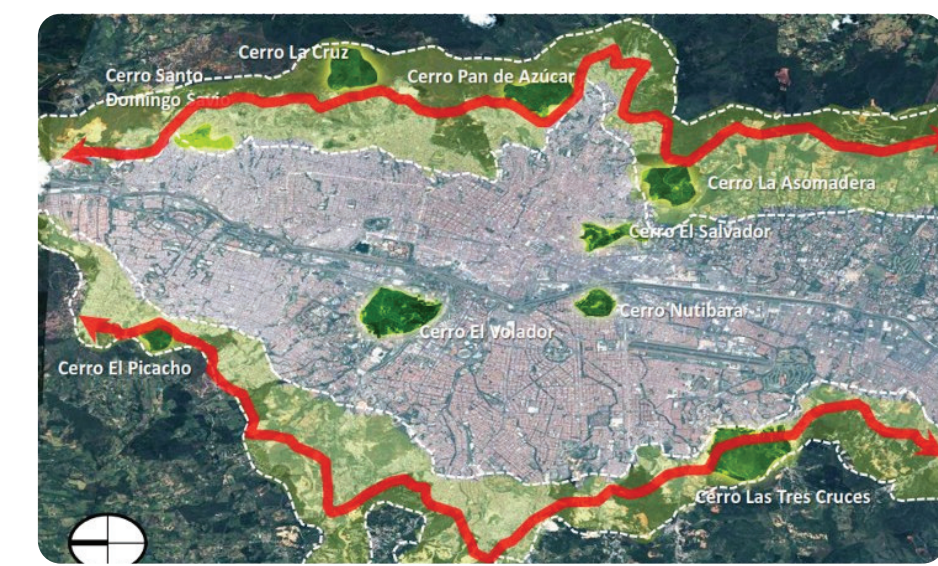 Cerro La Cruz
Cerro Santo
Domingo Savio
Cerro Pan de Azúcar
Cerro La Asomadera
Cerro El Salvador
Cerro Nutibara
Cerro El Volador
Cerro El Picacho
Cerro Las Tres Cruces